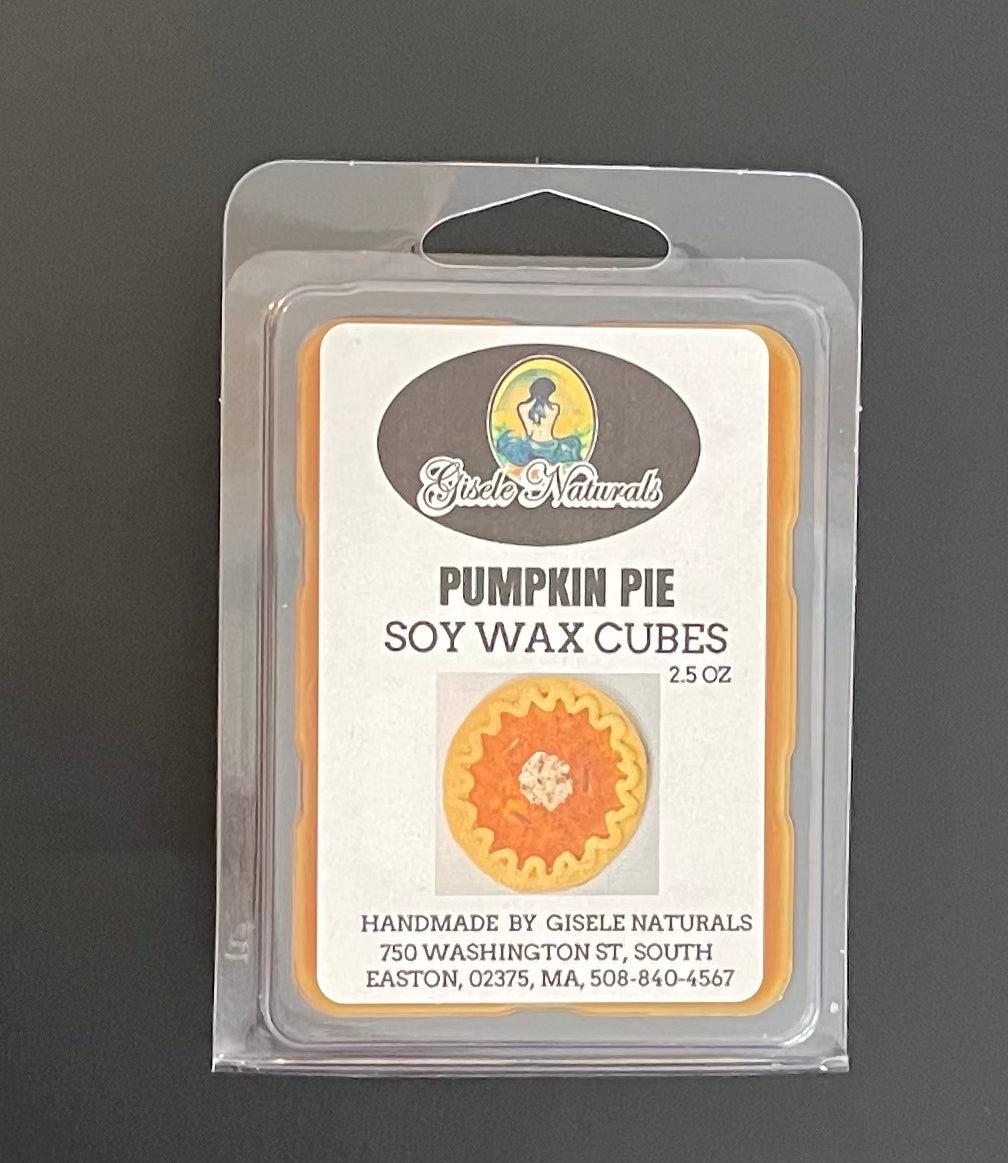 Gisele Naturals
PUMPKIN PIE
SOY WAX CUBES
2.5 OZ
HANDMADE BY GISELE NATURALS
750 WASHINGTON ST, SOUTH
EASTON, 02375, MA, 508-840-4567